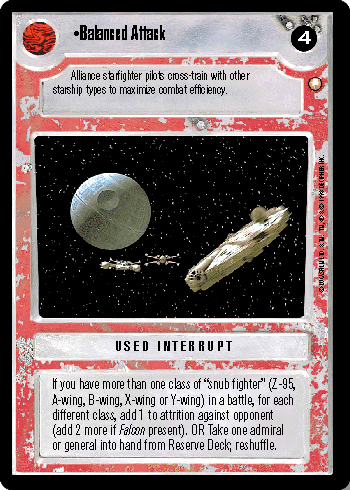 •Balanced Attack
4
Alliance starfighter pilots cross-train with other
starship types to maximize combat efficiency.
USED INTERRUPT
If you have more than one class of "snub fighter" (Z-95,
A-wing, B-wing, X-wing or Y-wing) in a battle, for each
different class, add 1 to attrition against opponent
(add 2 more if Falcon present). OR Take one admiral
or general into hand from Reserve Deck; reshuffle.